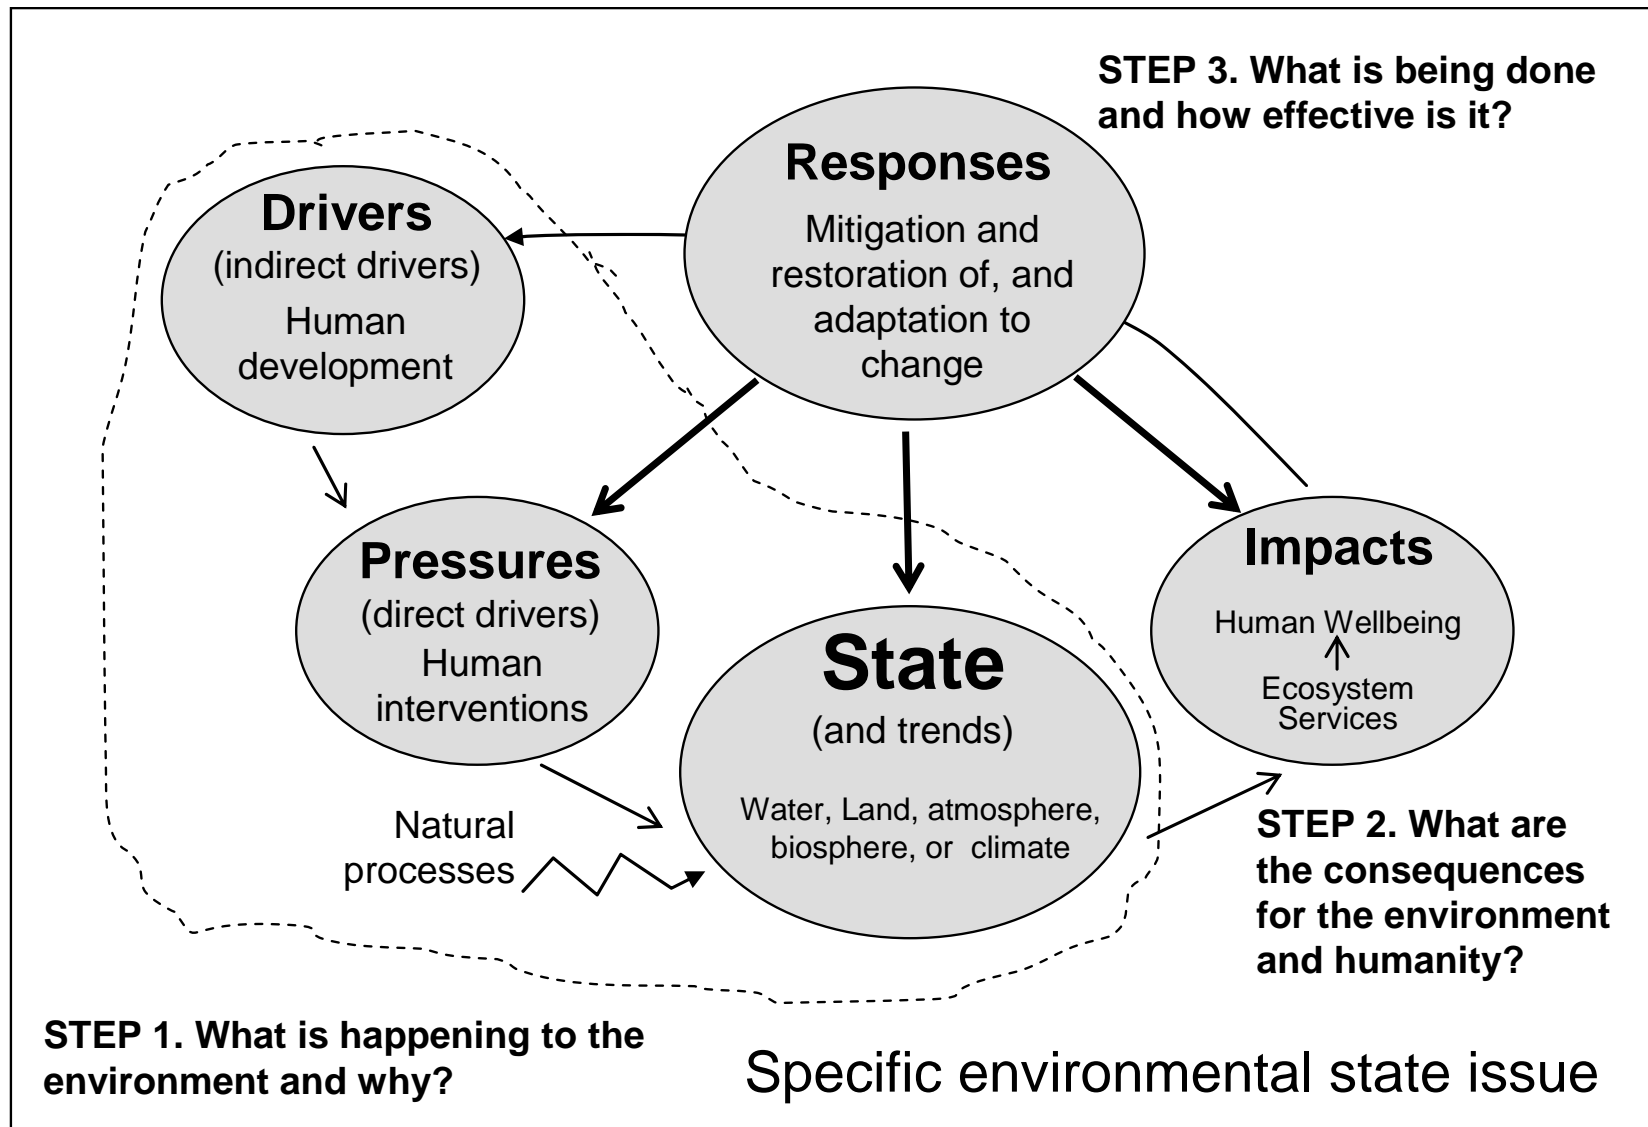 STEP 3. What is being done
and how effective is it?
Responses
Mitigation and
restoration of, and
adaptation to
change
Drivers
(indirect drivers)
Human
development
Pressures
(direct drivers)
Human
interventions
Impacts
Human Wellbeing
Ecosystem
Services
State
(and trends)
Water, Land, atmosphere,
biosphere, or climate
Natural
processes
STEP 2. What are
the consequences
for the environment
and humanity?
STEP 1. What is happening to the
environment and why?
Specific environmental state issue